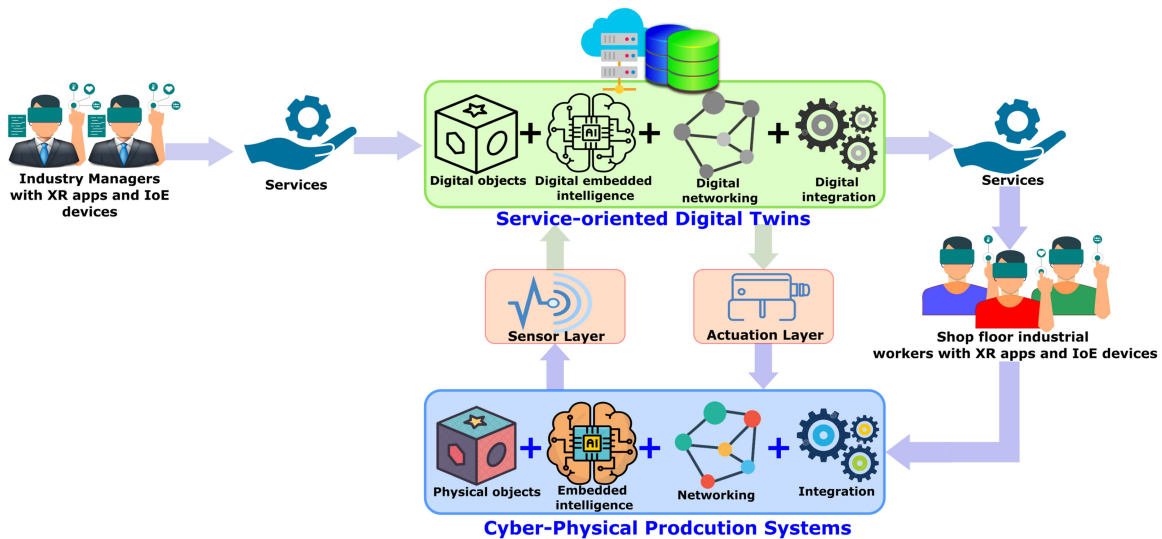 Industry Managers
with XR apps and IoE
devices
Services
AI
Digital objects
Digital embedded
intelligence
Digital
networking
Digital
integration
Service-oriented Digital Twins
Services
Sensor Layer
Actuation Layer
Shop floor industrial
workers with XR apps and IoE devices
AI
Physical objects
Embedded
intelligence
Networking
Integration
Cyber-Physical Prodcution Systems